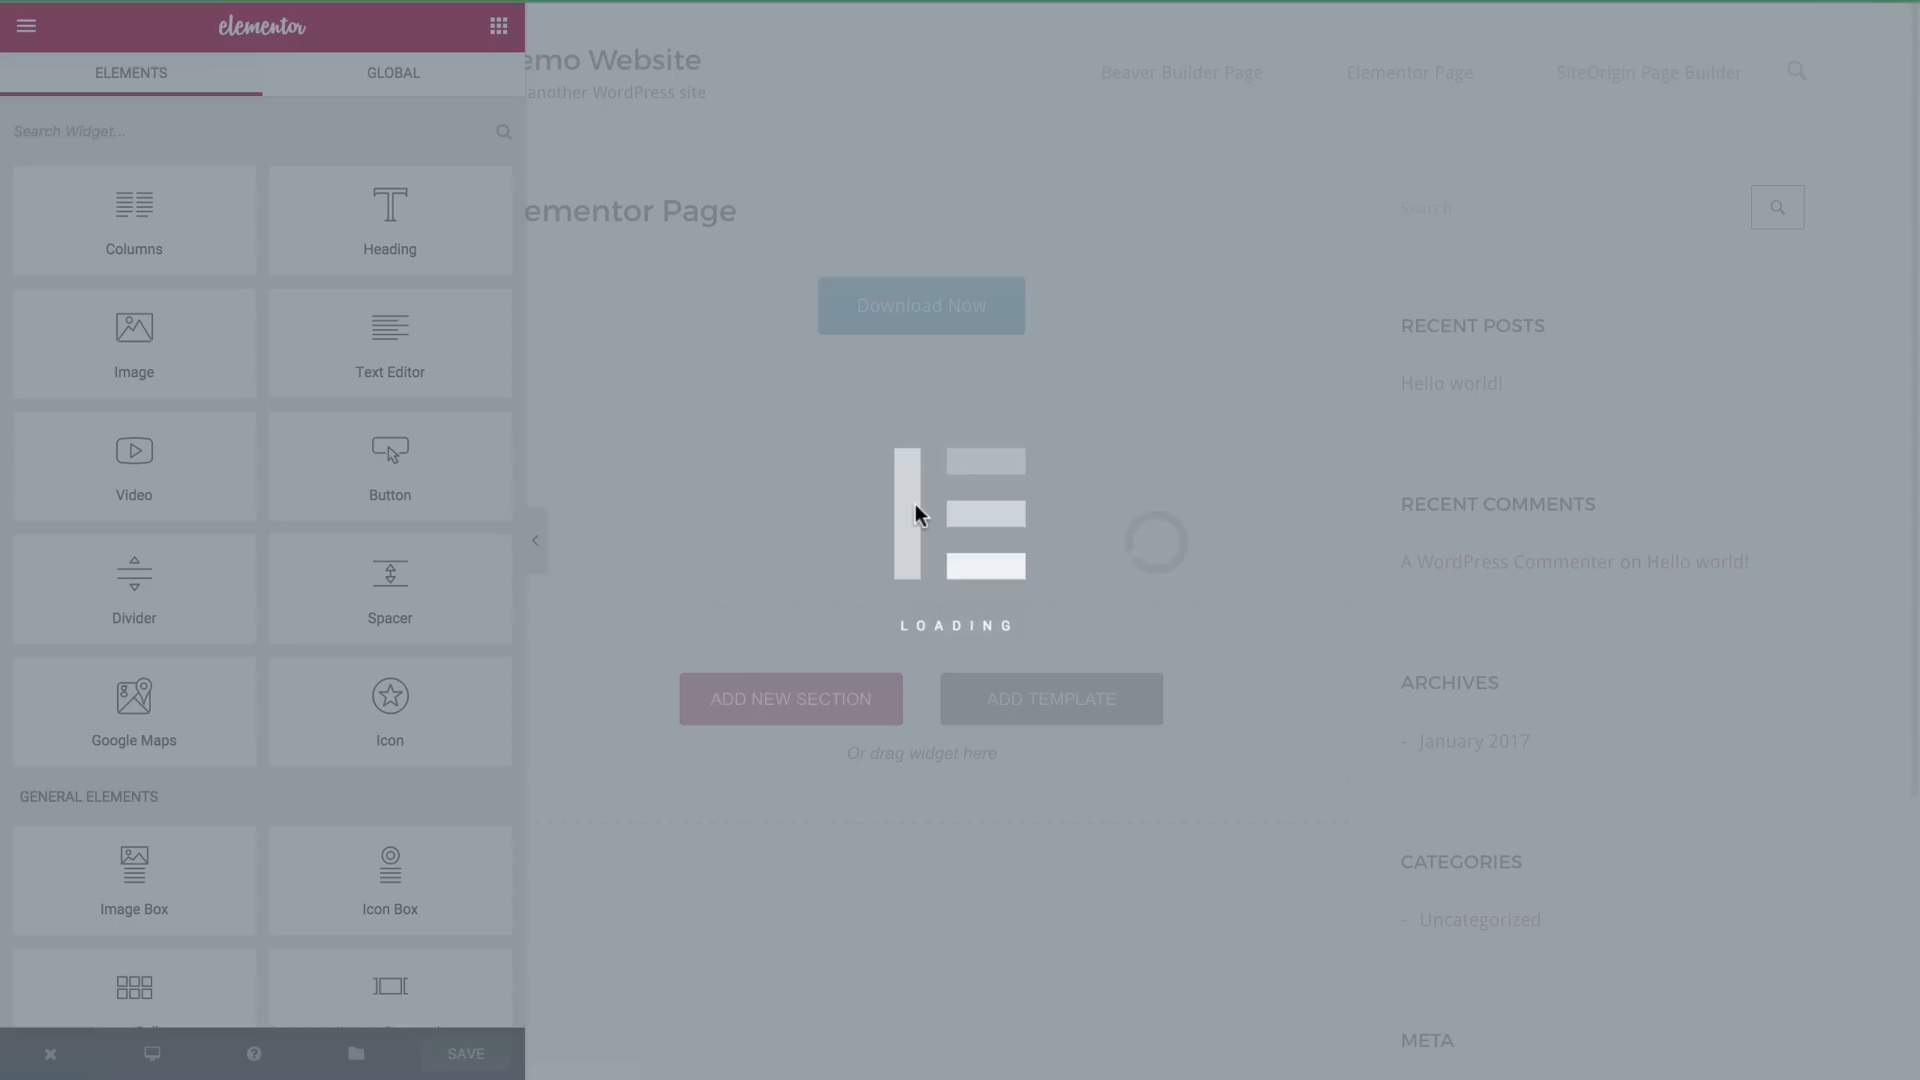 elementor
ELEMENTS
GLOBAL
Search Widget...
Columns
Heading
Image
Text Editor
Video
Button
Divider
Spacer
Google Maps
Icon
GENERAL ELEMENTS
Image Box
Icon Box
SAVE
emo Website
another WordPress site
Beaver Builder Page
Elementor Page
SiteOrigin Page Builder
ementor Page
Download Now
LOADING
ADD NEW SECTION
ADD TEMPLATE
Or drag widget here
Search
RECENT POSTS
Hello world!
RECENT COMMENTS
A WordPress Commenter on Hello world!
ARCHIVES
- January 2017
CATEGORIES
- Uncategorized
META